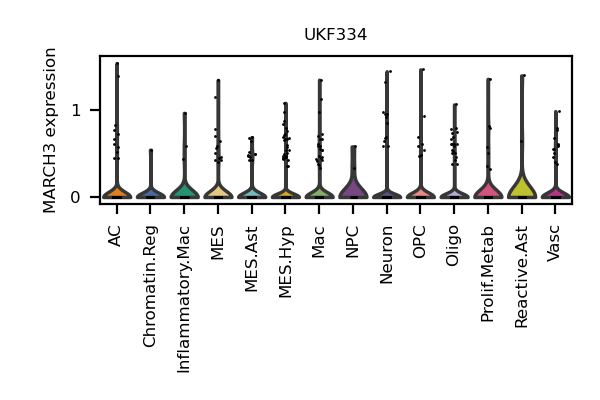 UKF334
MARCH3 expression
1
0
AC
Chromatin.Reg
Inflammatory.Mac
MES
MES.Ast
MES.Hyp
Mac
NPC
Neuron
OPC
Oligo
Prolif.Metab
Reactive.Ast
Vasc